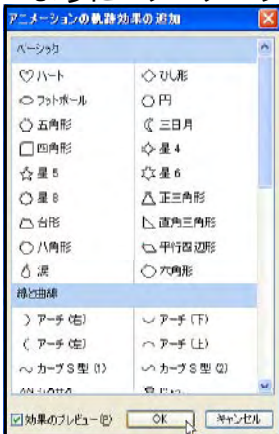 アニメーションの軌跡効果の追加
ベーシック
ハート ひし形
フットボール 円
五角形 三日月
四角形 星 4
星 5 星 6
星 8 正三角形
台形 直角三角形
八角形 平行四辺形
涙 六角形
線と曲線
アーチ (右) アーチ (下)
アーチ (左) アーチ (上)
カーブ S 型 (1) カーブ S 型 (2)
効果のプレビュー(P) OK キャンセル